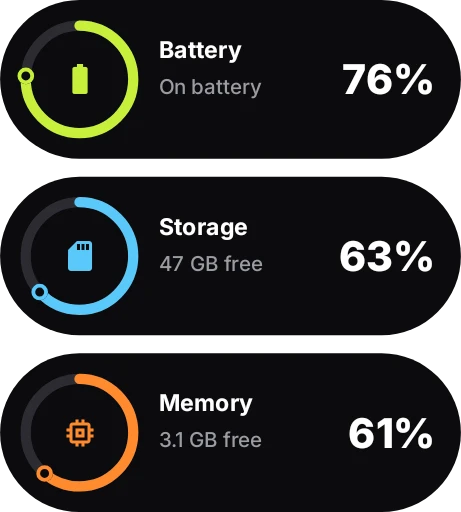 Battery
On battery
76%
Storage
47 GB free
63%
Memory
3.1 GB free
61%